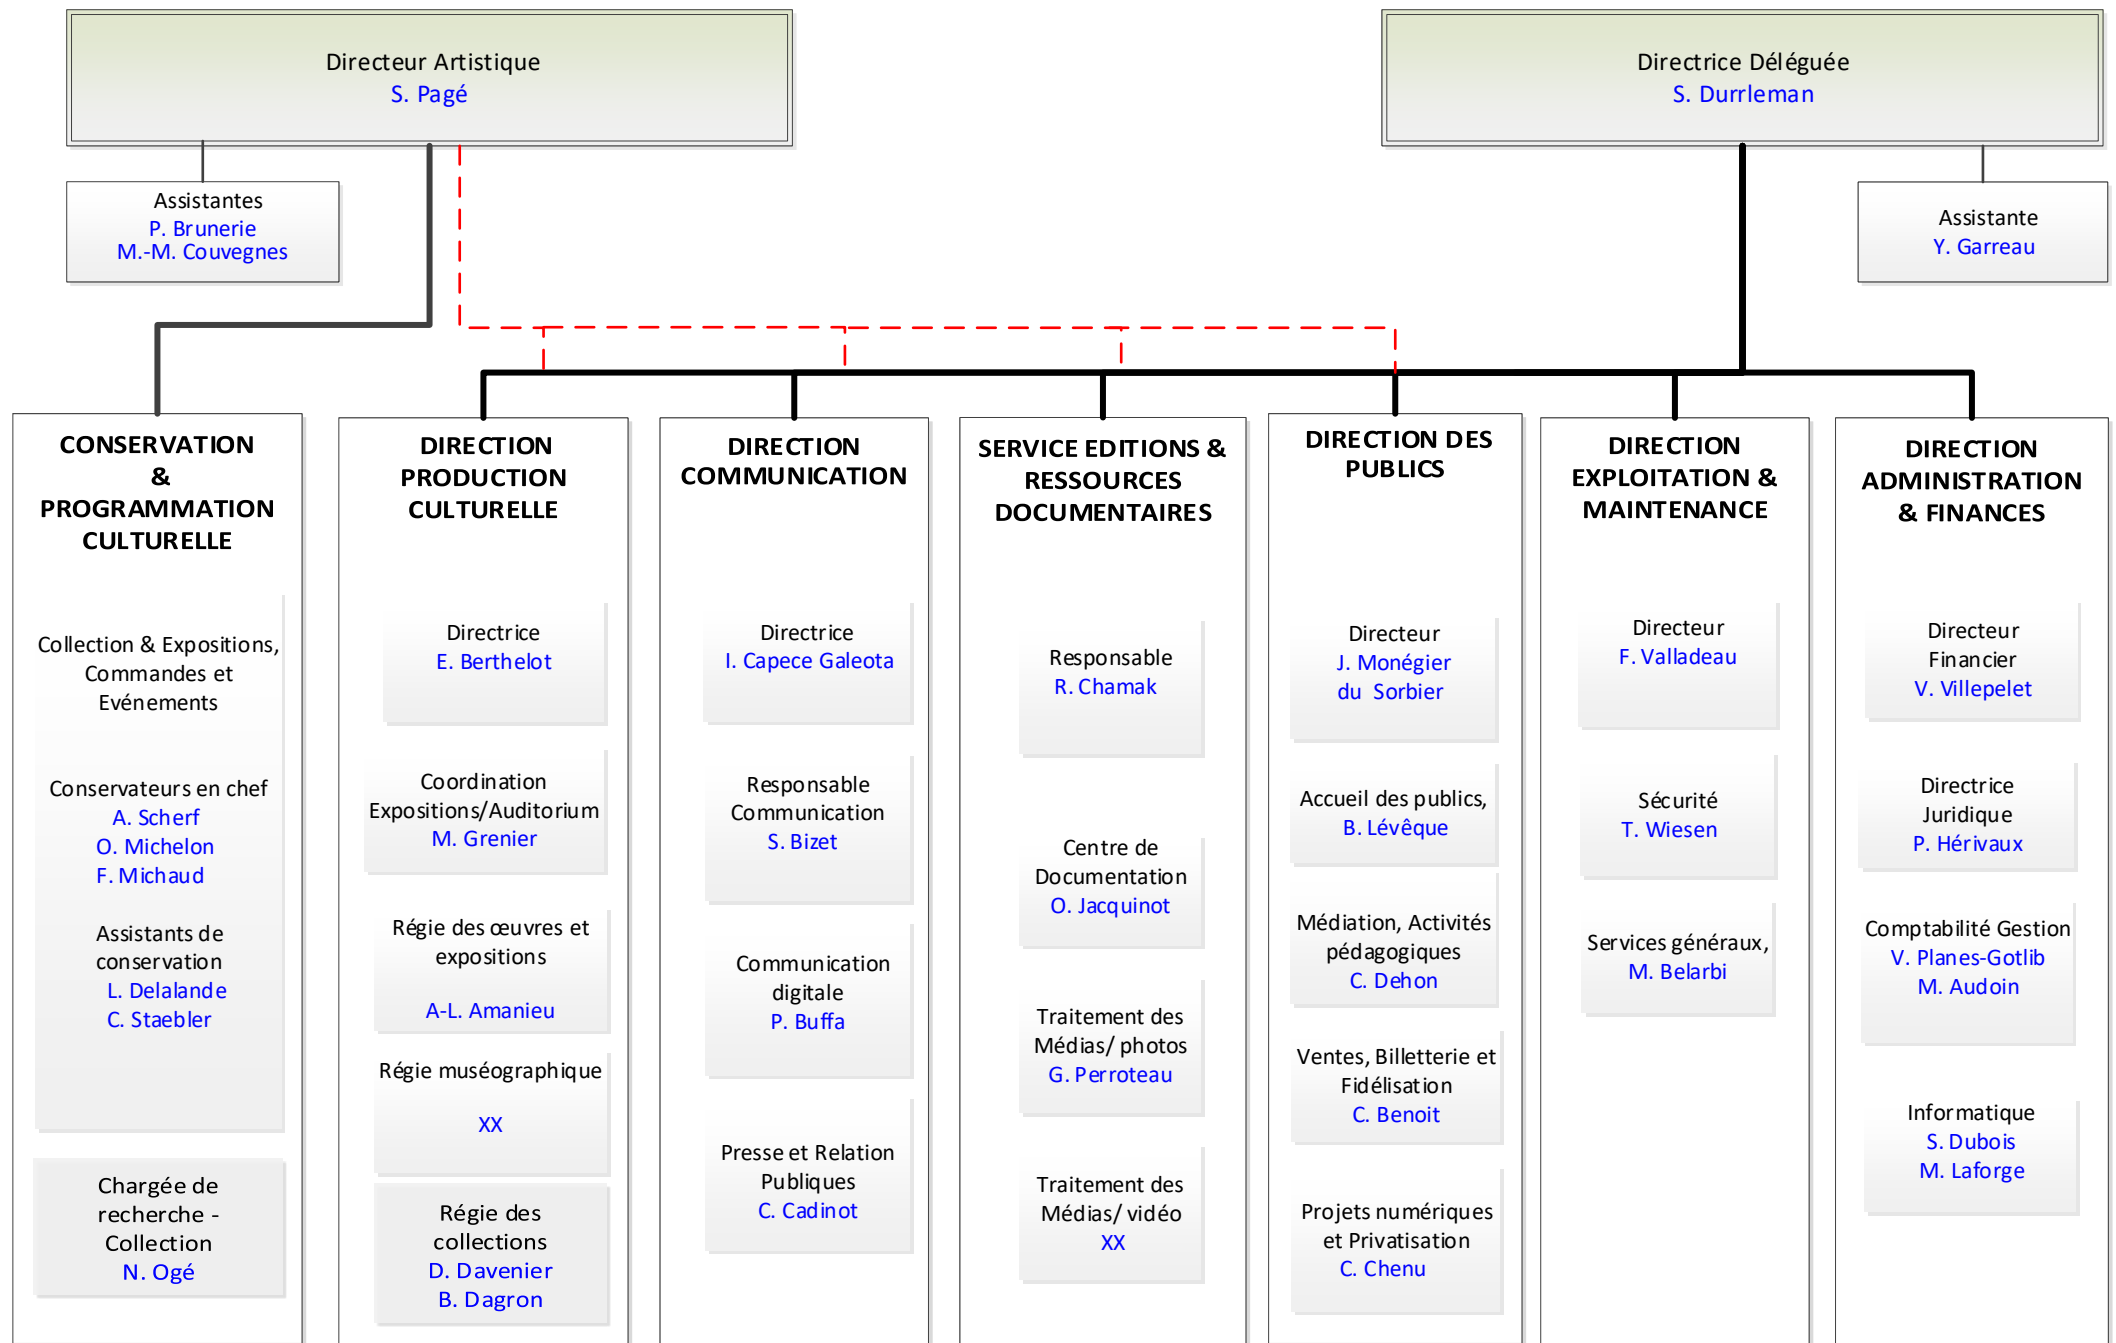 Directeur Artistique
S. Pagé
Directrice Déléguée
S. Durrleman
Assistantes
P. Brunerie
M.-M. Couvegnes
Assistante
Y. Garreau
CONSERVATION
&
PROGRAMMATION
CULTURELLE
Collection & Expositions,
Commandes et
Evénements
Conservateurs en chef
A. Scherf
O. Michelon
F. Michaud
Assistants de
conservation
L. Delalande
C. Staebler
Chargée de
recherche -
Collection
N. Ogé
DIRECTION
PRODUCTION
CULTURELLE
Directrice
E. Berthelot
Coordination
Expositions/Auditorium
M. Grenier
Régie des œuvres et
expositions
A-L. Amanieu
Régie muséographique
XX
Régie des
collections
D. Davenier
B. Dagron
DIRECTION
COMMUNICATION
Directrice
I. Capece Galeota
Responsable
Communication
S. Bizet
Communication
digitale
P. Buffa
Presse et Relation
Publiques
C. Cadinot
SERVICE EDITIONS &
RESSOURCES
DOCUMENTAIRES
Responsable
R. Chamak
Centre de
Documentation
O. Jacquinot
Traitement des
Médias/ photos
G. Perroteau
Traitement des
Médias/ vidéo
XX
DIRECTION DES
PUBLICS
Directeur
J. Monégier
du Sorbier
Accueil des publics,
B. Lévêque
Médiation, Activités
pédagogiques
C. Dehon
Ventes, Billetterie et
Fidélisation
C. Benoit
Projets numériques
et Privatisation
C. Chenu
DIRECTION
EXPLOITATION &
MAINTENANCE
Directeur
F. Valladeau
Sécurité
T. Wiesen
Services généraux,
M. Belarbi
DIRECTION
ADMINISTRATION
& FINANCES
Directeur
Financier
V. Villepelet
Directrice
Juridique
P. Hérivaux
Comptabilité Gestion
V. Planes-Gotlib
M. Audoin
Informatique
S. Dubois
M. Laforge